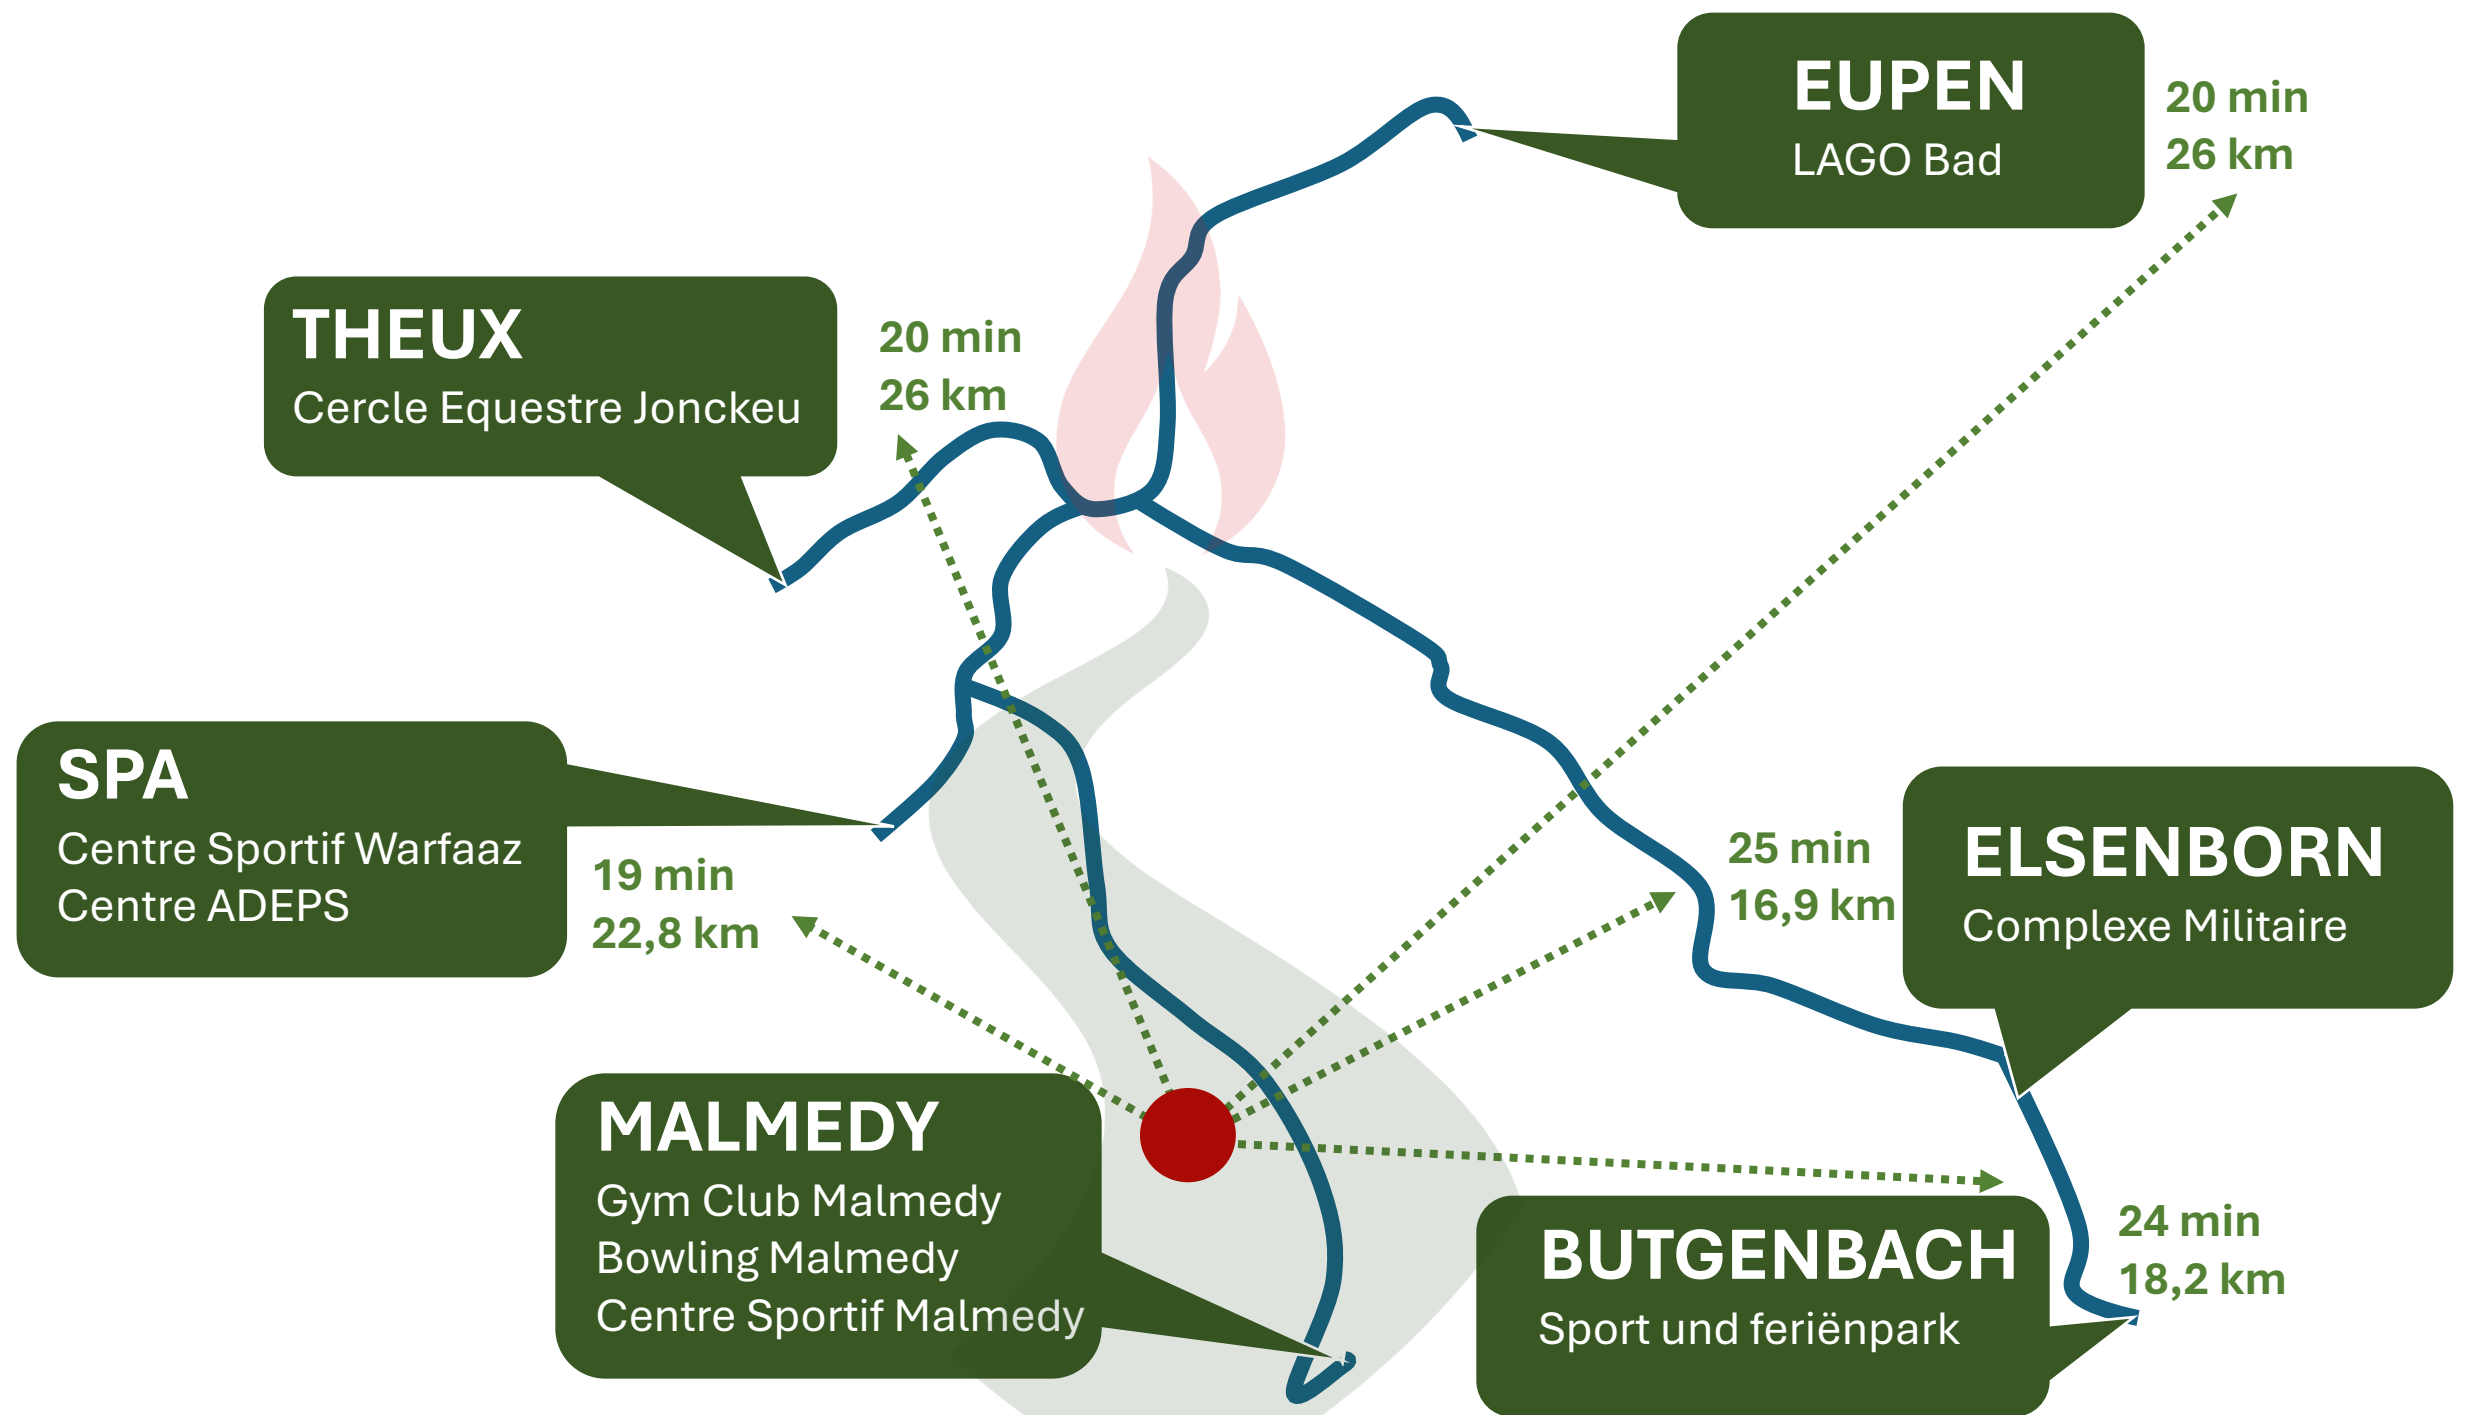 EUPEN
LAGO Bad
20 min
26 km
THEUX
Cercle Equestre Jonckeu
20 min
26 km
SPA
Centre Sportif Warfaaz
Centre ADEPS
19 min
22,8 km
25 min
16,9 km
ELSENBORN
Complexe Militaire
MALMEDY
Gym Club Malmedy
Bowling Malmedy
Centre Sportif Malmedy
BUTGENBACH
Sport und feriënpark
24 min
18,2 km